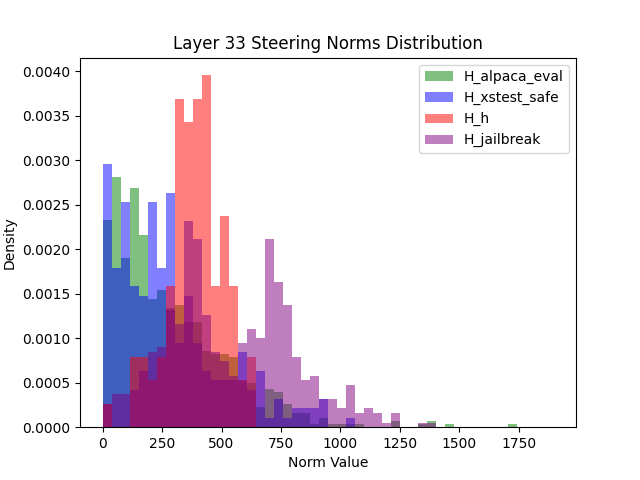 Layer 33 Steering Norms Distribution
H_alpaca_eval
H_xstest_safe
H_h
H_jailbreak
Density
0.0040
0.0035
0.0030
0.0025
0.0020
0.0015
0.0010
0.0005
0.0000
0 250 500 750 1000 1250 1500 1750
Norm Value